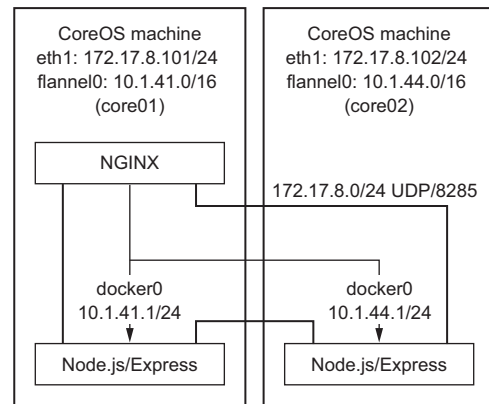 CoreOS machine
eth1: 172.17.8.101/24
flannel0: 10.1.41.0/16
(core01)
CoreOS machine
eth1: 172.17.8.102/24
flannel0: 10.1.44.0/16
(core02)
NGINX
172.17.8.0/24 UDP/8285
docker0
10.1.41.1/24
docker0
10.1.44.1/24
Node.js/Express
Node.js/Express